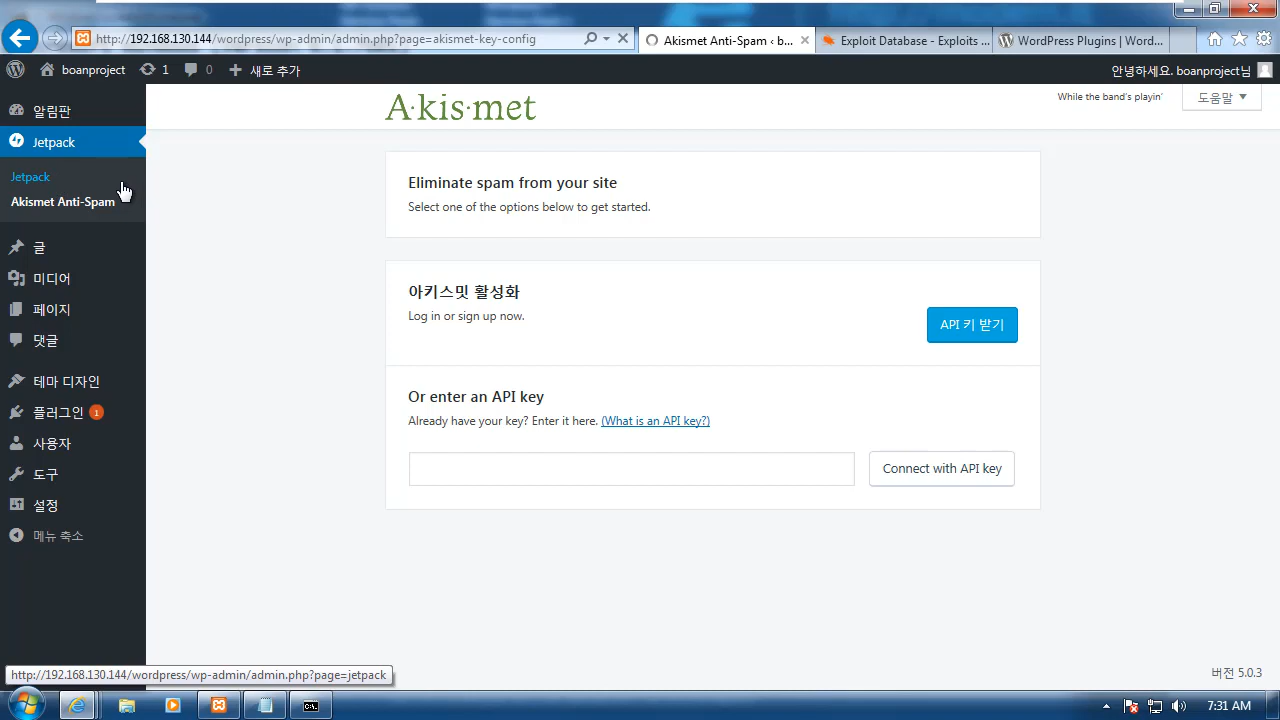 http://192.168.130.144/wordpress/wp-admin/admin.php?page=akismet-key-config
Akismet Anti-Spam ‹ b...
Exploit Database - Exploits ...
WordPress Plugins | Word...
boanproject
1
0
새로 추가
안녕하세요. boanproject님
알림판
Jetpack
Jetpack
Akismet Anti-Spam
글
미디어
페이지
댓글
테마 디자인
플러그인 1
사용자
도구
설정
메뉴 축소
A·kis·met
While the band's playin'
도움말
Eliminate spam from your site
Select one of the options below to get started.
아키스밋 활성화
Log in or sign up now.
API 키 받기
Or enter an API key
Already have your key? Enter it here. (What is an API key?)
Connect with API key
버전 5.0.3
http://192.168.130.144/wordpress/wp-admin/admin.php?page=jetpack
7:31 AM